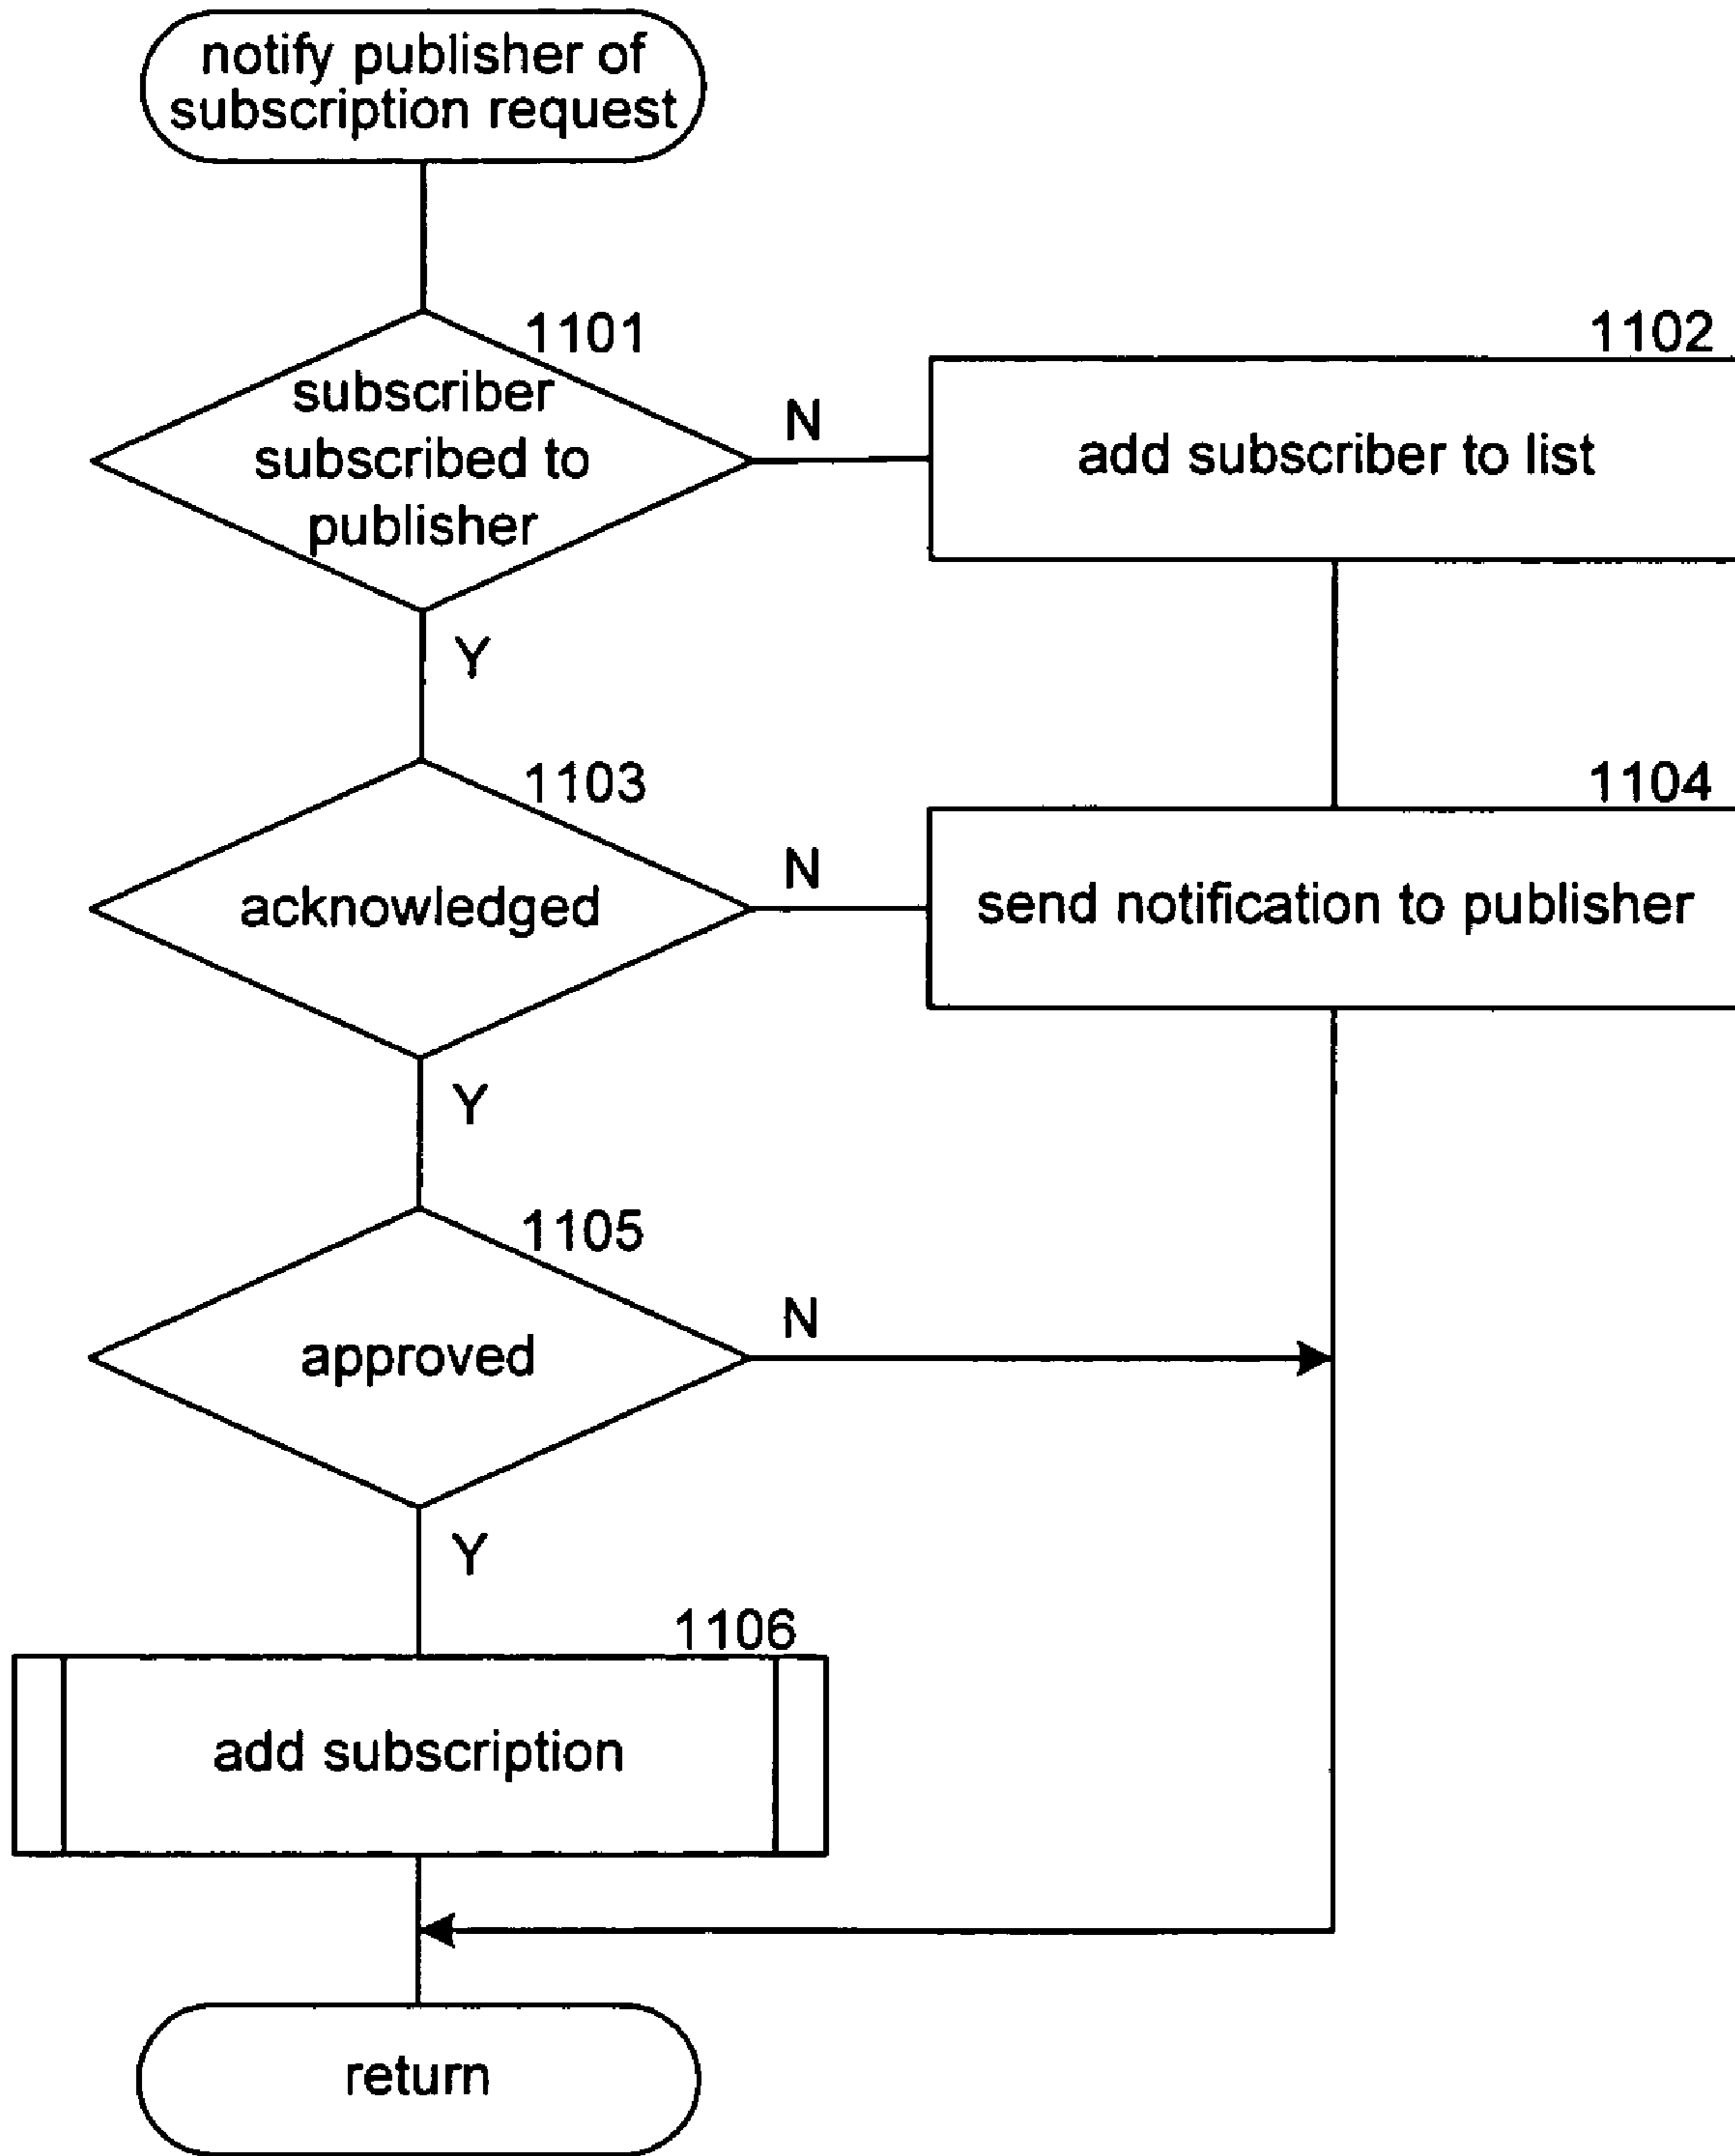 notify publisher of
subscription request
1101
subscriber
subscribed to
publisher
N
1102
add subscriber to list
Y
1103
acknowledged
N
1104
send notification to publisher
Y
1105
approved
N
Y
1106
add subscription
return